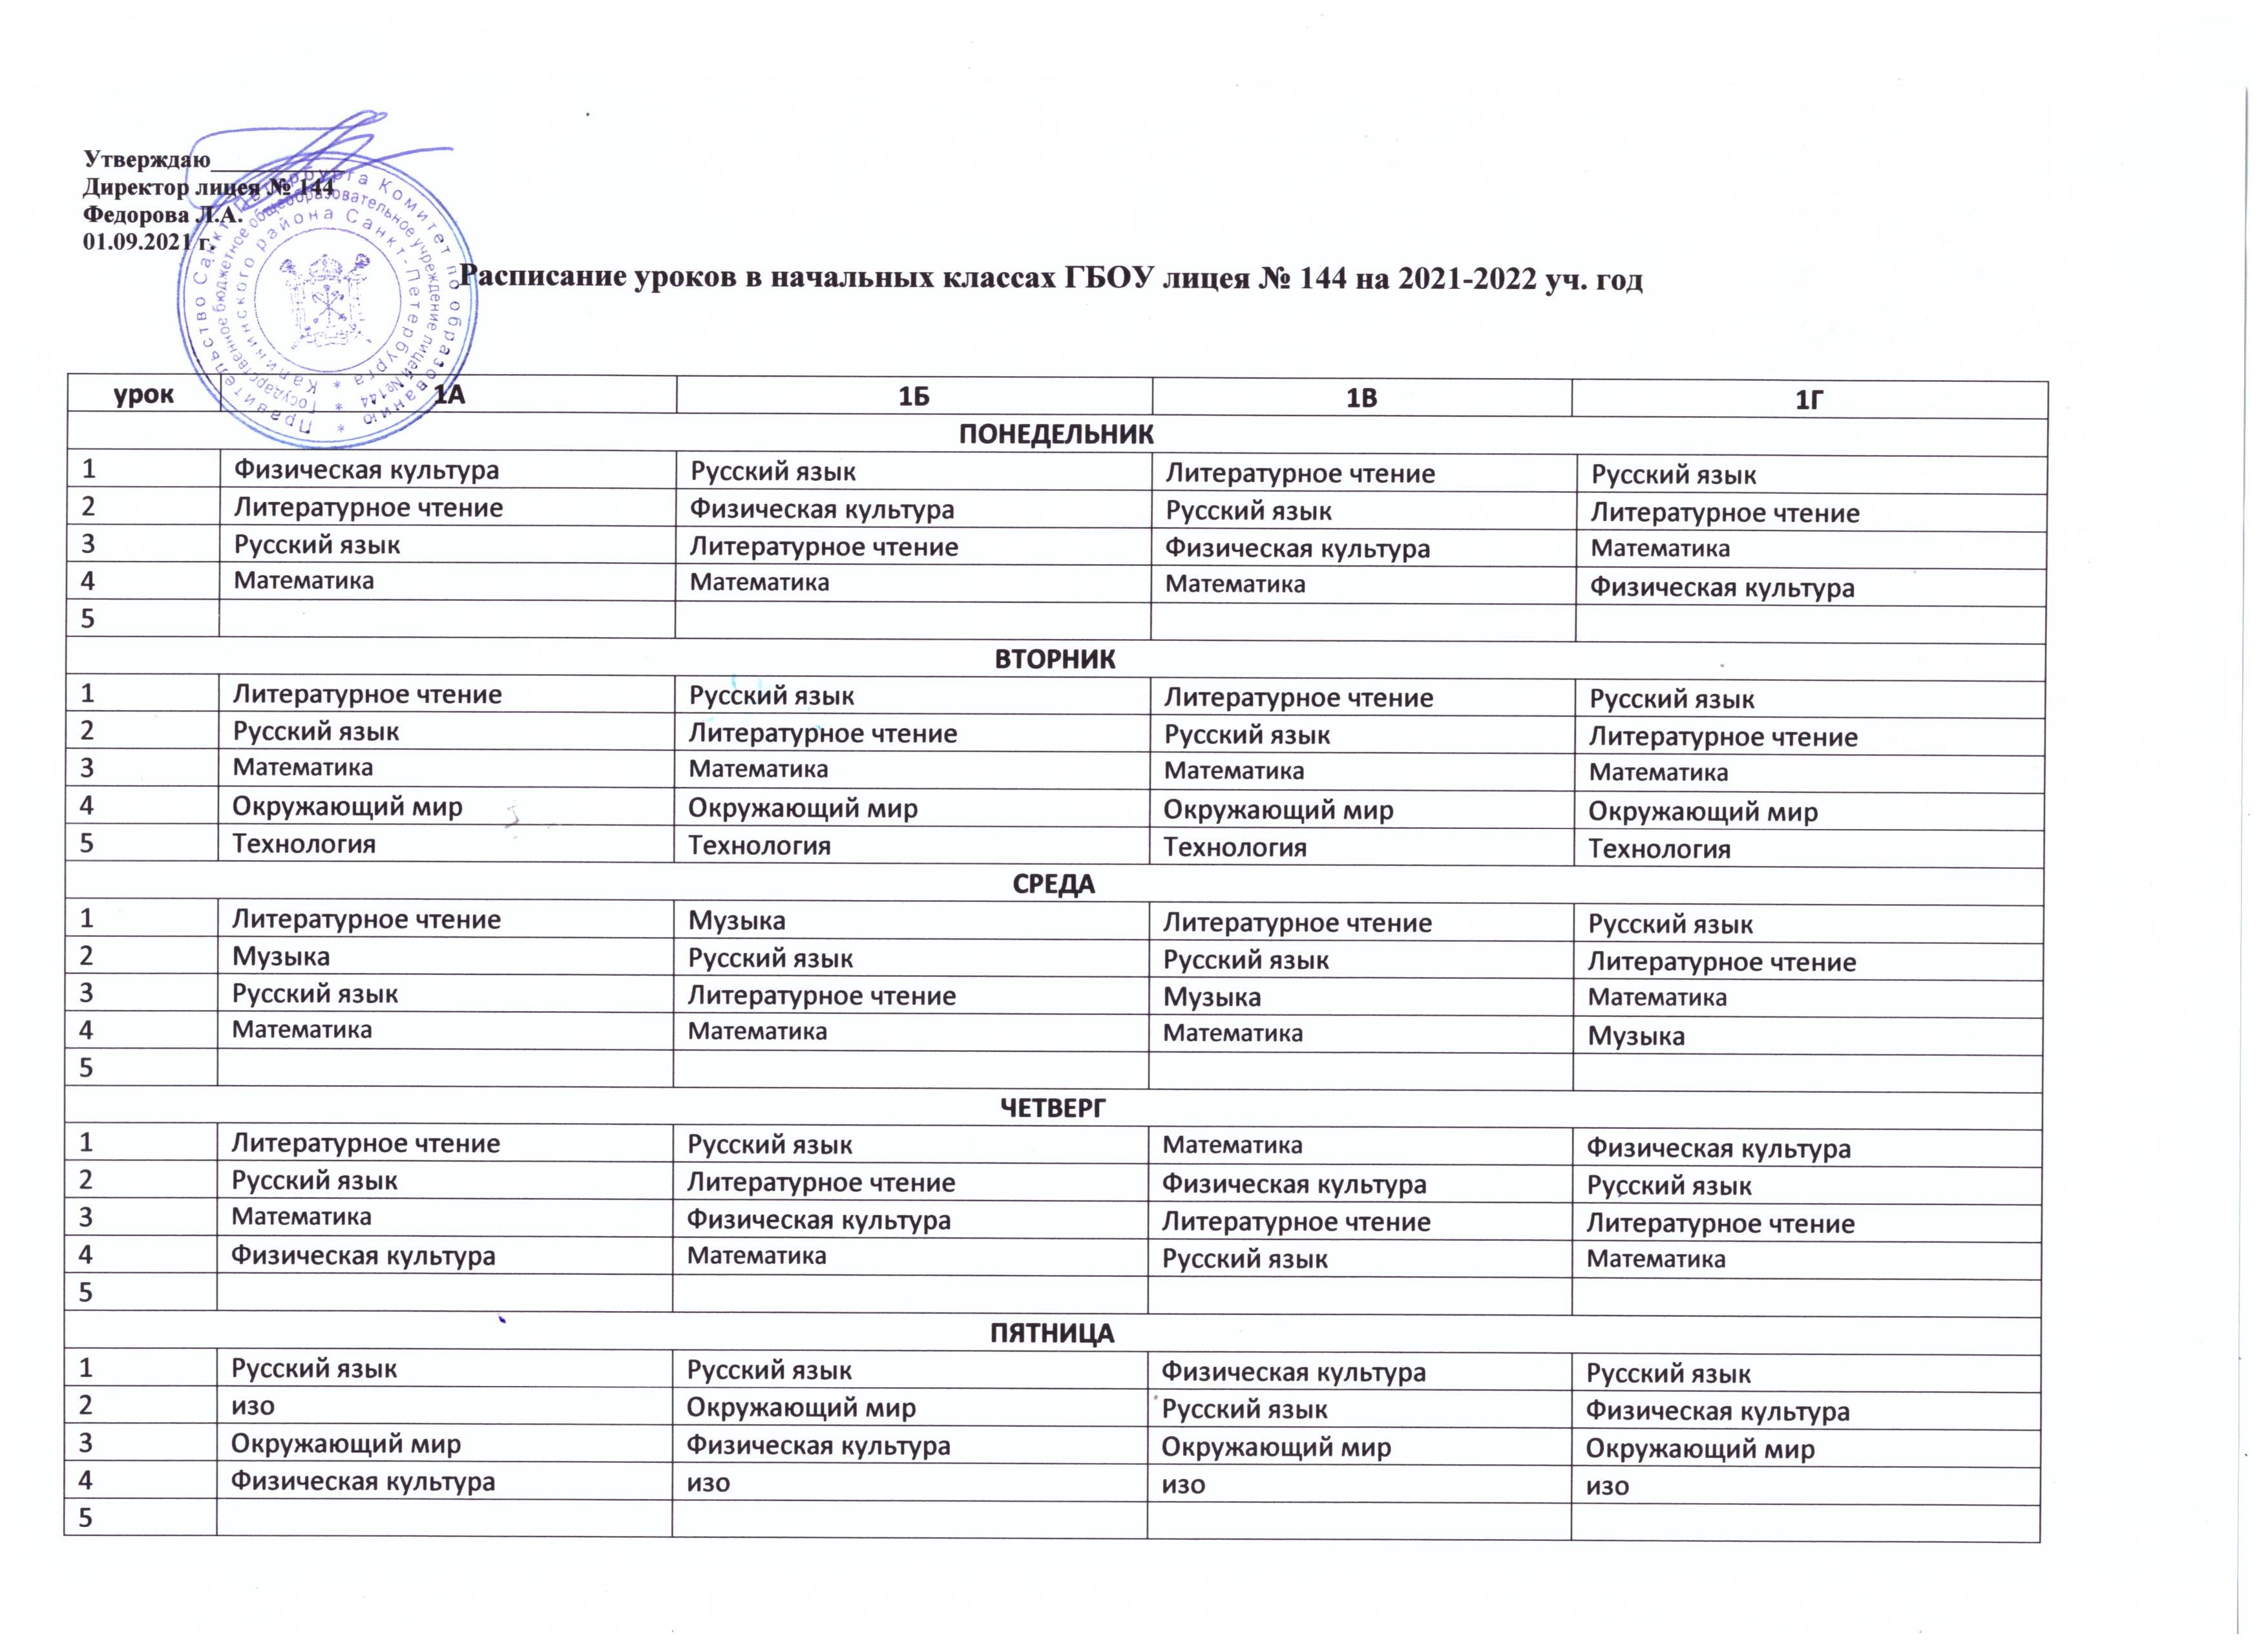 Утверждаю__________
Директор лицея № 144
Федорова Л.А.
01.09.2021 г.
Правительство Санкт-Петербурга Комитет по образованию *
Государственное бюджетное общеобразовательное учреждение лицей №144 *
Калининского района Санкт-Петербурга *
Расписание уроков в начальных классах ГБОУ лицея № 144 на 2021-2022 уч. год
урок 1А 1Б 1В 1Г
ПОНЕДЕЛЬНИК
1 Физическая культура Русский язык Литературное чтение Русский язык
2 Литературное чтение Физическая культура Русский язык Литературное чтение
3 Русский язык Литературное чтение Физическая культура Математика
4 Математика Математика Математика Физическая культура
5
ВТОРНИК
1 Литературное чтение Русский язык Литературное чтение Русский язык
2 Русский язык Литературное чтение Русский язык Литературное чтение
3 Математика Математика Математика Математика
4 Окружающий мир Окружающий мир Окружающий мир Окружающий мир
5 Технология Технология Технология Технология
СРЕДА
1 Литературное чтение Музыка Литературное чтение Русский язык
2 Музыка Русский язык Русский язык Литературное чтение
3 Русский язык Литературное чтение Музыка Математика
4 Математика Математика Математика Музыка
5
ЧЕТВЕРГ
1 Литературное чтение Русский язык Математика Физическая культура
2 Русский язык Литературное чтение Физическая культура Русский язык
3 Математика Физическая культура Литературное чтение Литературное чтение
4 Физическая культура Математика Русский язык Математика
5
ПЯТНИЦА
1 Русский язык Русский язык Физическая культура Русский язык
2 изо Окружающий мир Русский язык Физическая культура
3 Окружающий мир Физическая культура Окружающий мир Окружающий мир
4 Физическая культура изо изо изо
5